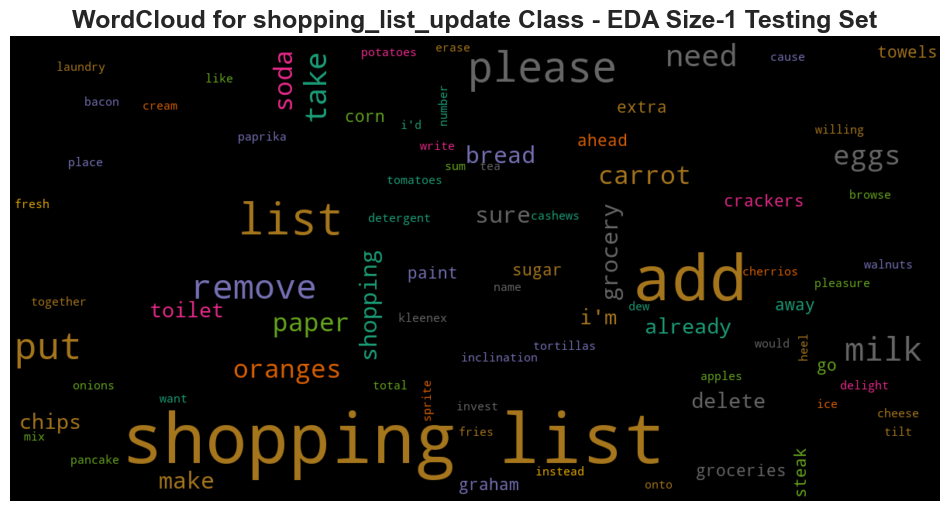 WordCloud for shopping_list_update Class - EDA Size-1 Testing Set
potatoes
erase
please
need
towels
cause
laundry
like
soda
take
bacon
cream
corn
i'd
number
extra
paprika
write
ahead
willing
place
bread
sum
tea
eggs
tomatoes
carrot
browse
fresh
list
detergent
sure
cashews
crackers
grocery
remove
shopping
paint
sugar
name
add
cherrios
walnuts
pleasure
together
toilet
paper
kleenex
i'm
dew
already
away
put
oranges
inclination
tortillas
would
heel
milk
go
onions
want
total
sprite
apples
delight
chips
mix
invest
delete
ice
cheese
shopping list
fries
tilt
pancake
make
graham
instead
onto
groceries
steak